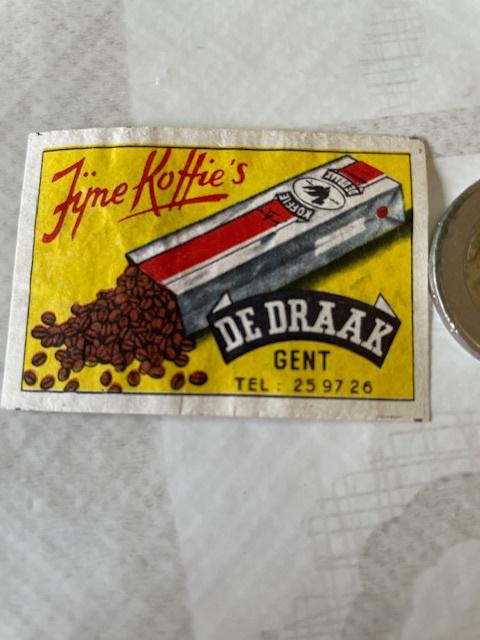 Fijne Koffie's
KOFFIE
DE DRAAK
GENT
TEL: 25 97 26